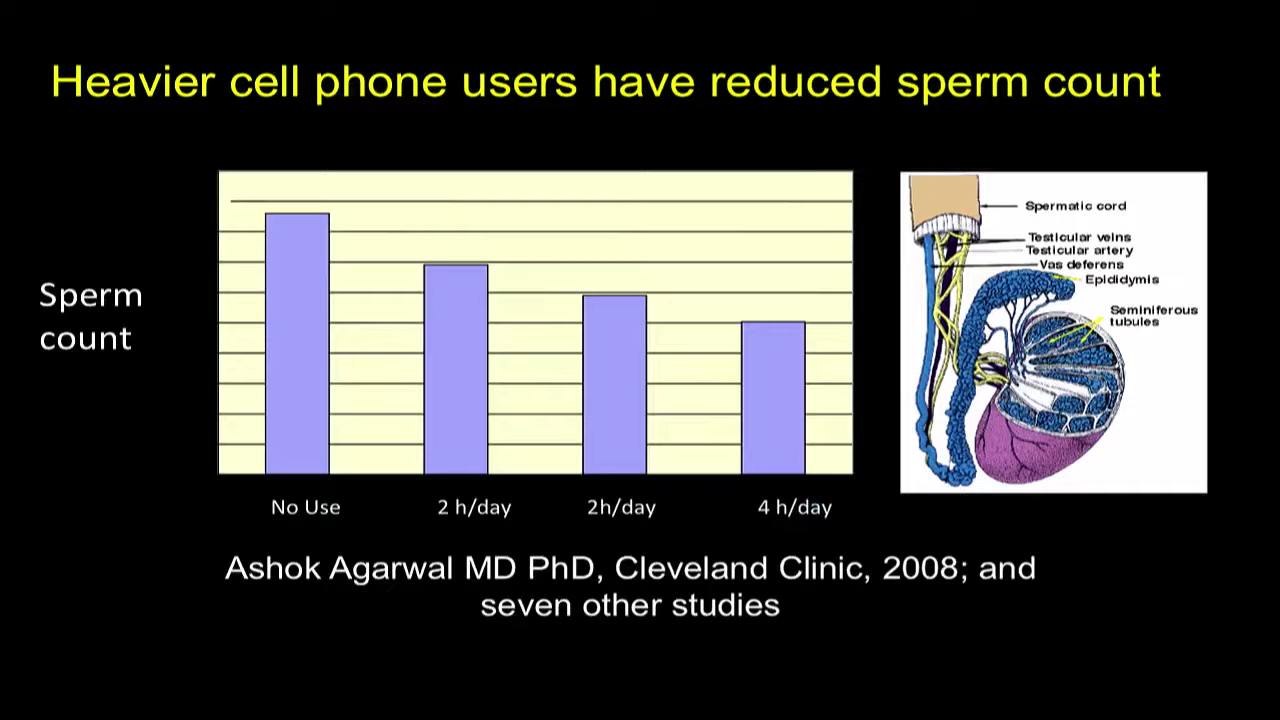 Heavier cell phone users have reduced sperm count
Sperm
count
No Use
2 h/day
2h/day
4 h/day
Spermatic cord
Testicular veins
Testicular artery
Vas deferens
Epididymis
Seminiferous
tubules
Ashok Agarwal MD PhD, Cleveland Clinic, 2008; and
seven other studies